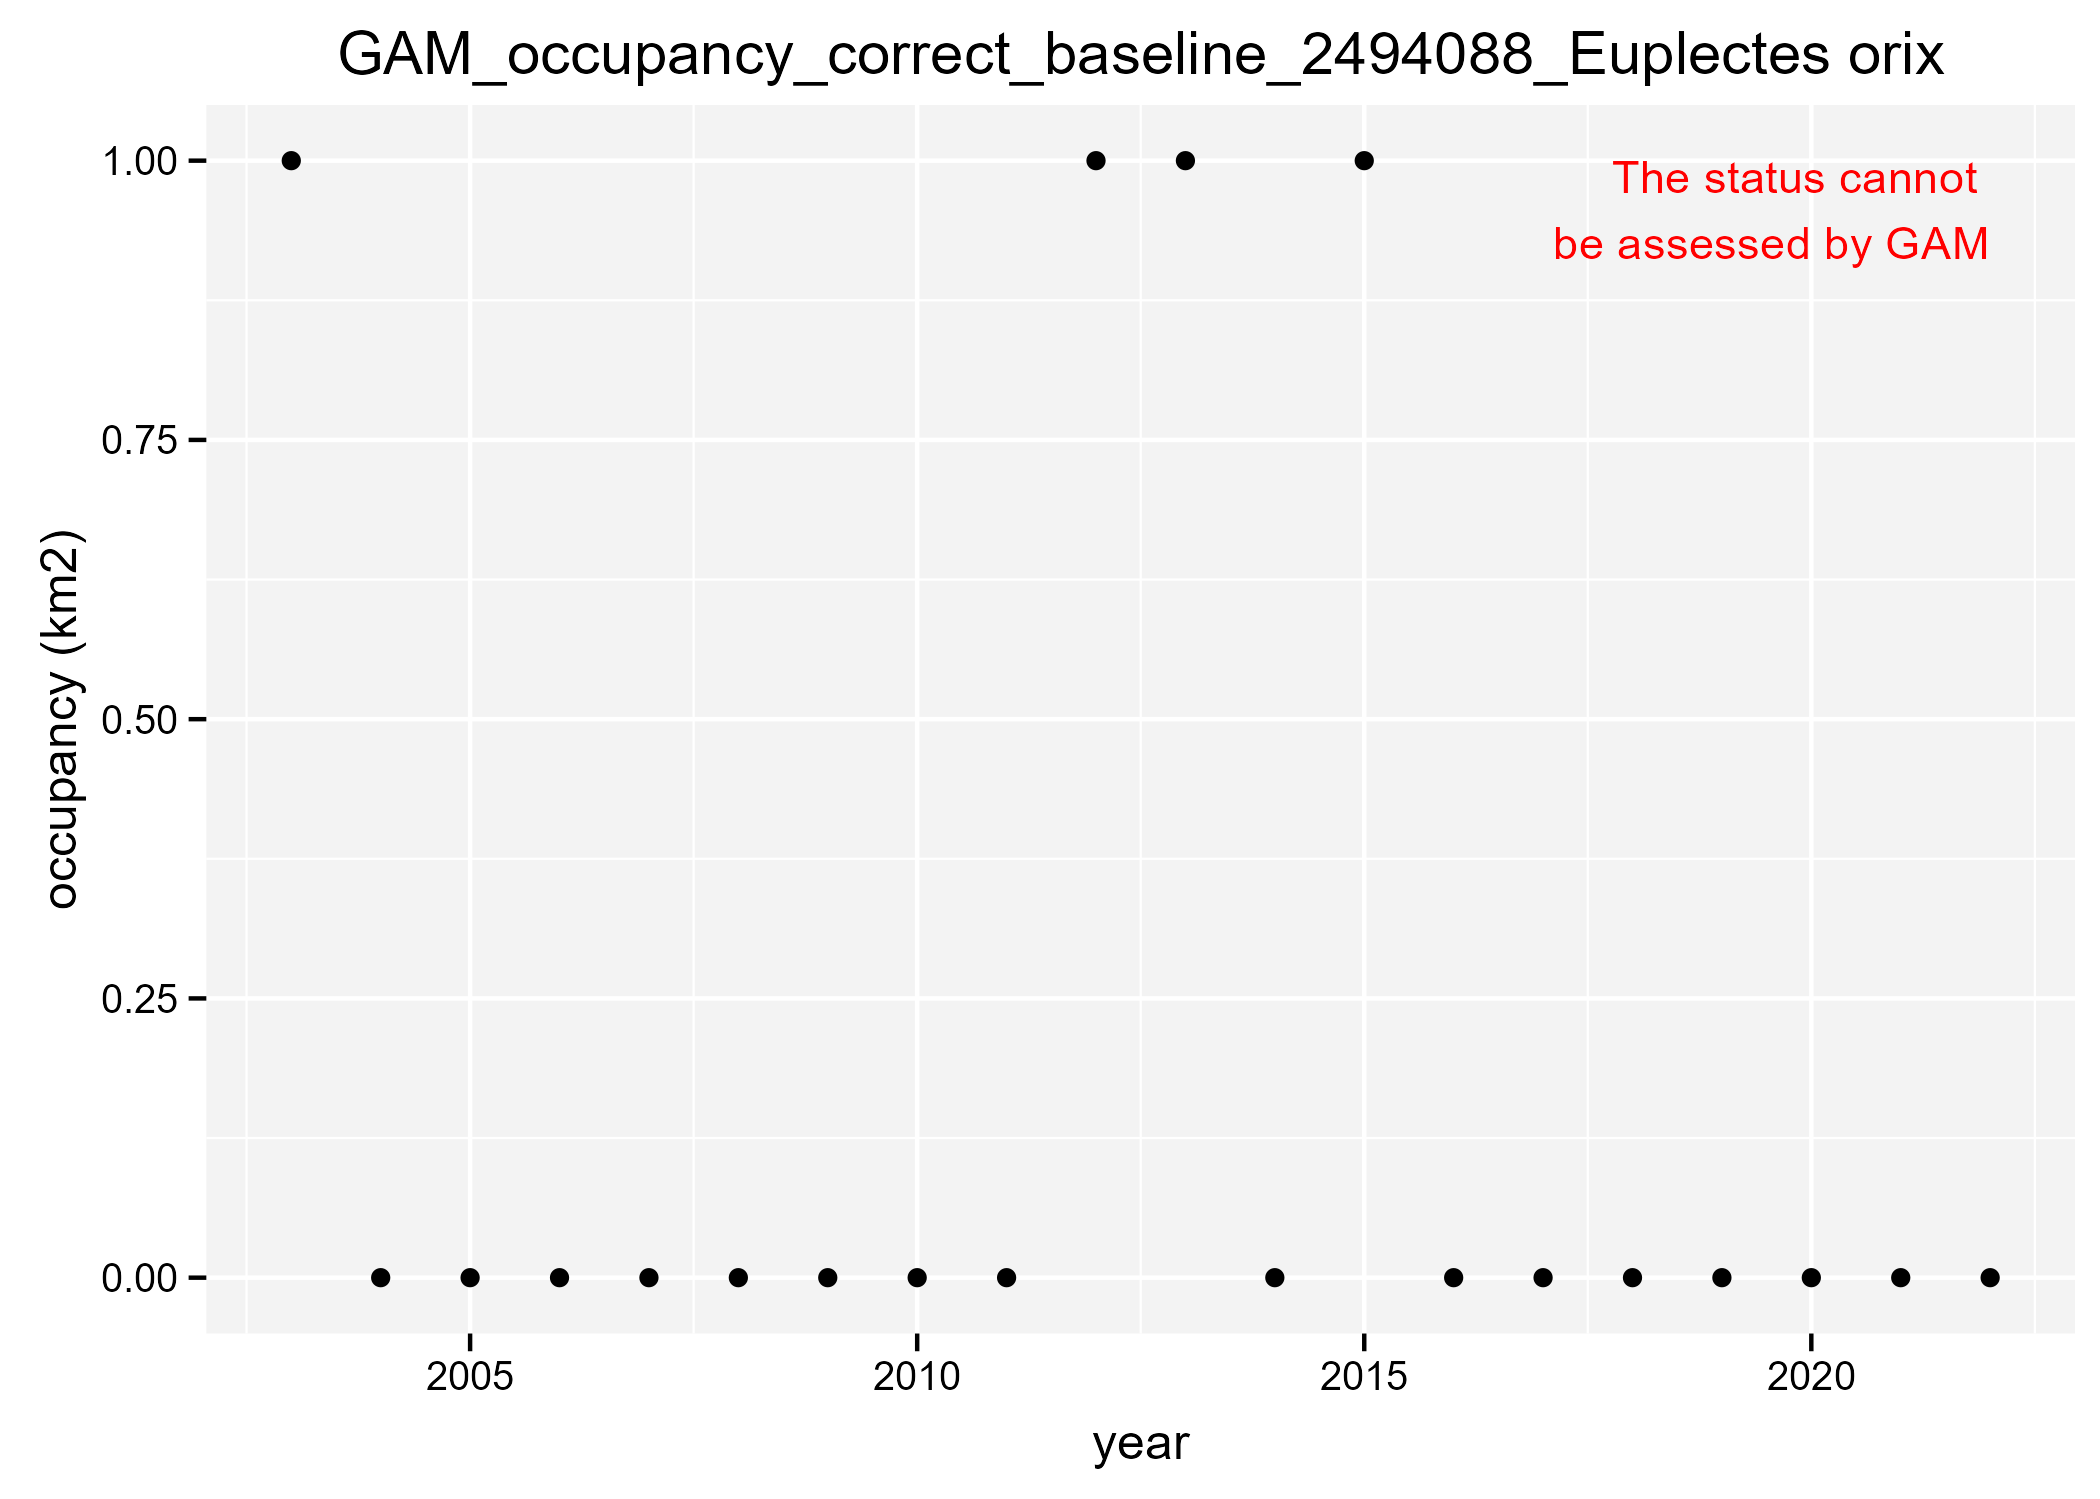 GAM_occupancy_correct_baseline_2494088_Euplectes orix
The status cannot
be assessed by GAM
1.00
0.75
0.50
0.25
0.00
occupancy (km2)
2005
2010
2015
2020
year